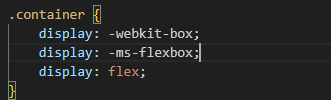 .container {
display: -webkit-box;
display: -ms-flexbox;
display: flex;
}